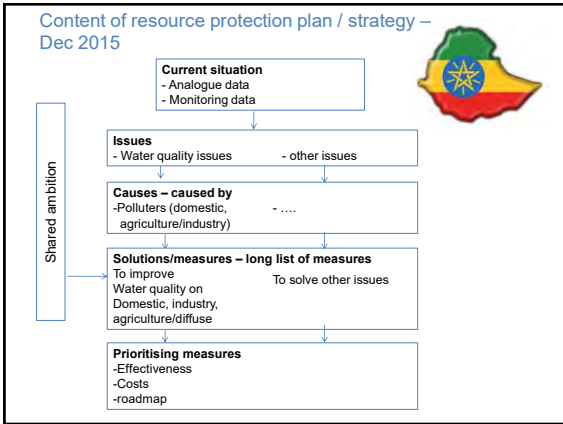 Content of resource protection plan / strategy –
Dec 2015
Current situation
- Analogue data
- Monitoring data
Shared ambition
Issues
- Water quality issues - other issues
Causes – caused by
-Polluters (domestic, - ….
agriculture/industry)
Solutions/measures – long list of measures
To improve
Water quality on
Domestic, industry,
agriculture/diffuse
To solve other issues
Prioritising measures
-Effectiveness
-Costs
-roadmap